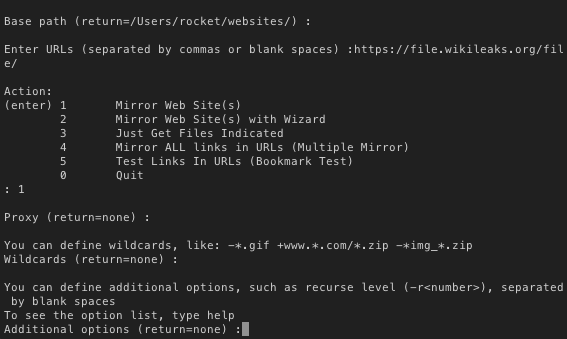 Base path (return=/Users/rocket/websites/) :
Enter URLs (separated by commas or blank spaces) :https://file.wikileaks.org/fil
e/
Action:
(enter) 1 Mirror Web Site(s)
2 Mirror Web Site(s) with Wizard
3 Just Get Files Indicated
4 Mirror ALL links in URLs (Multiple Mirror)
5 Test Links In URLs (Bookmark Test)
0 Quit
: 1
Proxy (return=none) :
You can define wildcards, like: -*.gif +www.*.com/*.zip -*img_*.zip
Wildcards (return=none) :
You can define additional options, such as recurse level (-r<number>), separated
by blank spaces
To see the option list, type help
Additional options (return=none) :